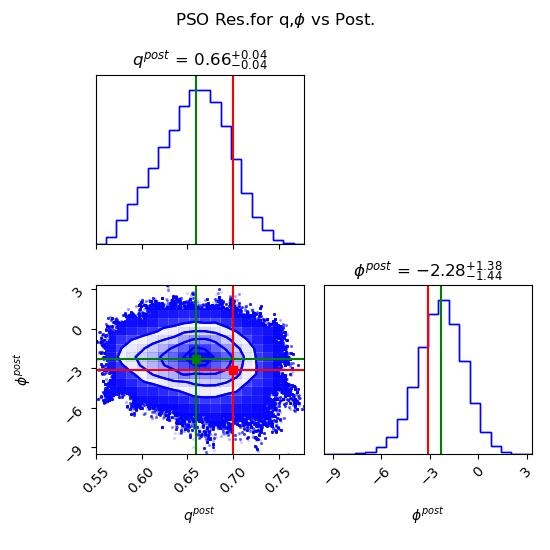 PSO Res.for q,ϕ vs Post.
q^{post} = 0.66^{+0.04}_{-0.04}
ϕ^{post} = −2.28^{+1.38}_{-1.44}
3
0
−3
−6
−9
ϕ^{post}
0.55 0.60 0.65 0.70 0.75
q^{post}
−9 −6 −3 0 3
ϕ^{post}